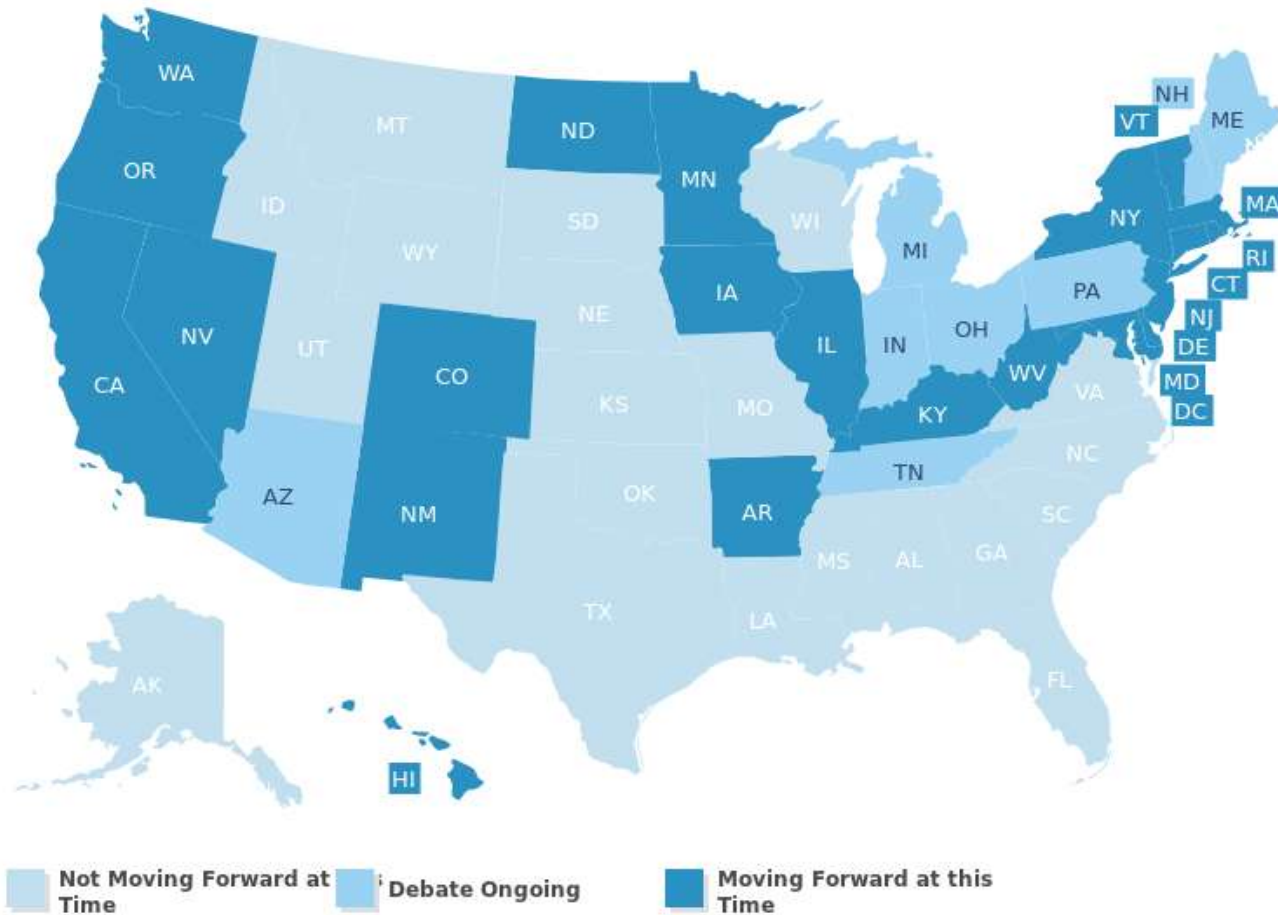 WA
NH
VT
ME
MT
ND
OR
MN
ID
SD
WI
MA
NY
WY
MI
RI
IA
PA
CT
NE
NV
UT
IL
IN
OH
NJ
DE
CO
WV
CA
KS
MO
KY
MD
VA
DC
NC
TN
AZ
OK
NM
AR
SC
MS
AL
GA
TX
LA
AK
FL
HI
Not Moving Forward at
Time
Debate Ongoing
Moving Forward at this
Time